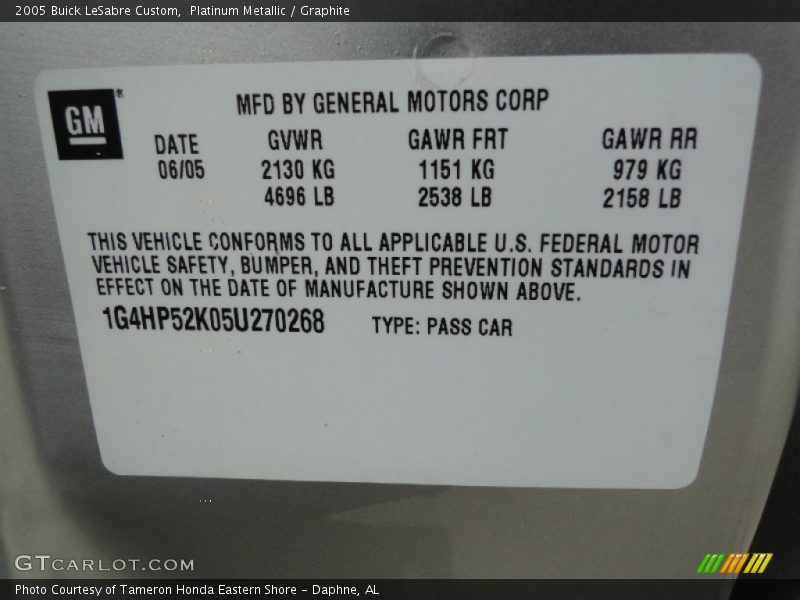 2005 Buick LeSabre Custom, Platinum Metallic / Graphite
GM®
MFD BY GENERAL MOTORS CORP
DATE GVWR GAWR FRT GAWR RR
06/05 2130 KG 1151 KG 979 KG
4696 LB 2538 LB 2158 LB
THIS VEHICLE CONFORMS TO ALL APPLICABLE U.S. FEDERAL MOTOR
VEHICLE SAFETY, BUMPER, AND THEFT PREVENTION STANDARDS IN
EFFECT ON THE DATE OF MANUFACTURE SHOWN ABOVE.
1G4HP52K05U270268 TYPE: PASS CAR
GTCARLOT.COM
Photo Courtesy of Tameron Honda Eastern Shore - Daphne, AL